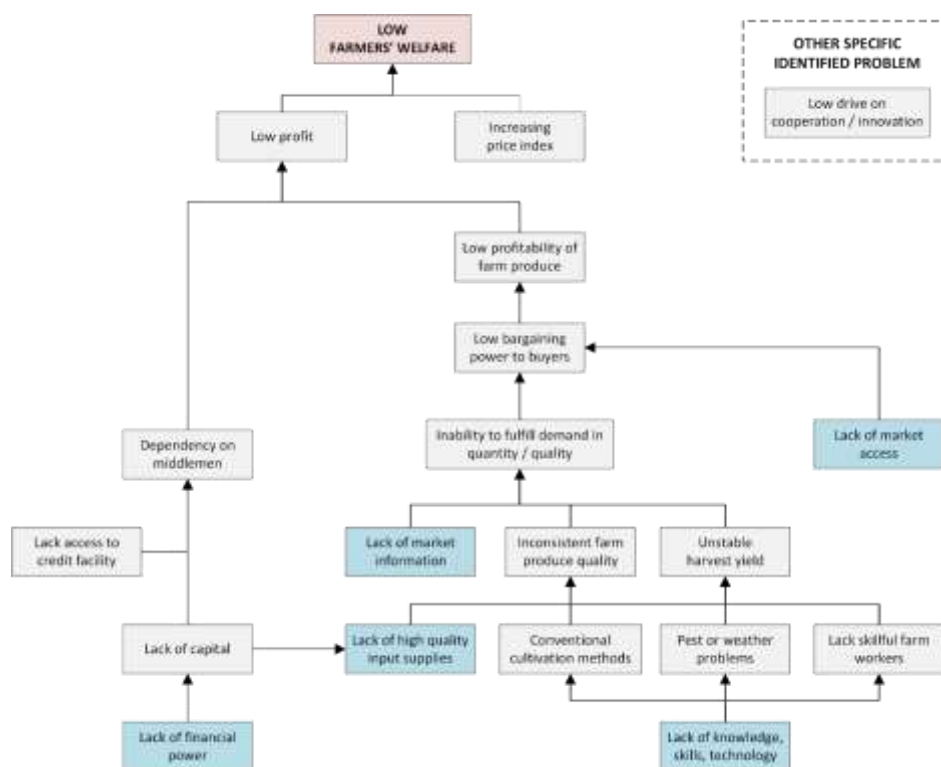 LOW
FARMERS' WELFARE
OTHER SPECIFIC
IDENTIFIED PROBLEM
Low drive on
cooperation / innovation
Low profit
Increasing
price index
Low profitability of
farm produce
Low bargaining
power to buyers
Dependency on
middlemen
Inability to fulfill demand in
quantity / quality
Lack of market
access
Lack access to
credit facility
Lack of market
information
Inconsistent farm
produce quality
Unstable
harvest yield
Lack of capital
Lack of high quality
input supplies
Conventional
cultivation methods
Pest or weather
problems
Lack skillful farm
workers
Lack of financial
power
Lack of knowledge,
skills, technology